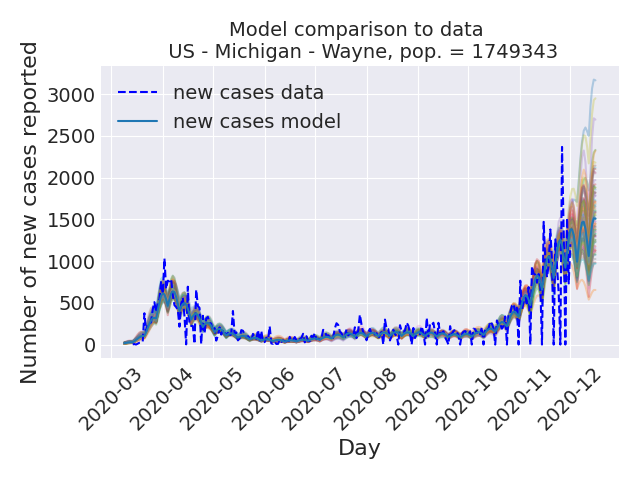 Model comparison to data
US - Michigan - Wayne, pop. = 1749343
Number of new cases reported
3000
2500
2000
1500
1000
500
0
new cases data
new cases model
2020-03
2020-04
2020-05
2020-06
2020-07
2020-08
2020-09
2020-10
2020-11
2020-12
Day